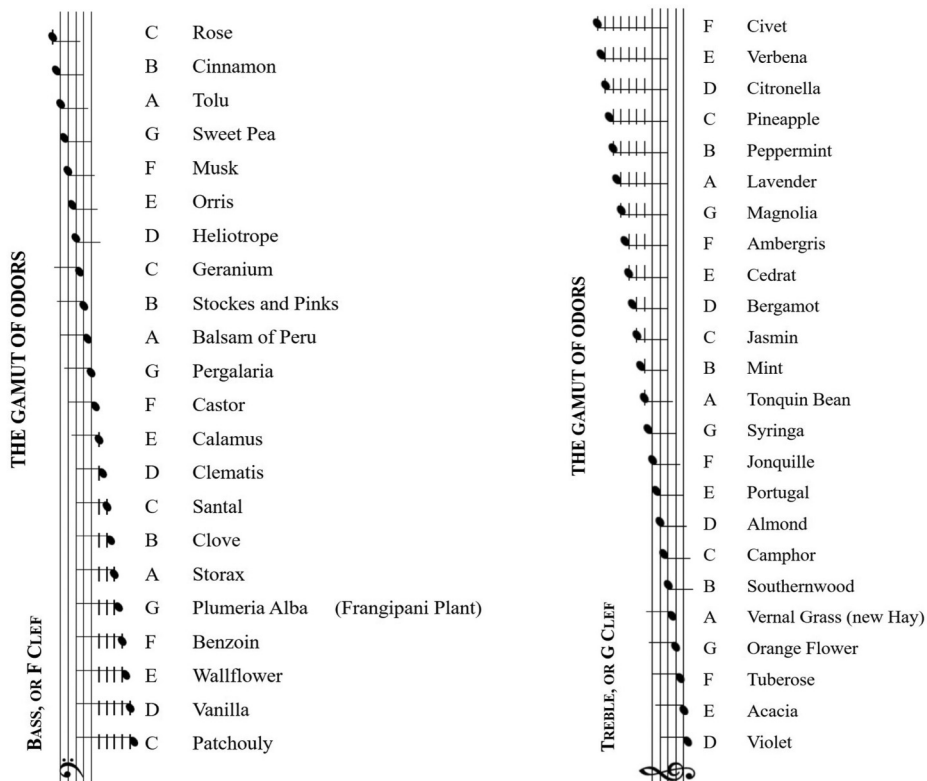 THE GAMUT OF ODORS
BASS, OR F CLEF
C Rose
B Cinnamon
A Tolu
G Sweet Pea
F Musk
E Orris
D Heliotrope
C Geranium
B Stockes and Pinks
A Balsam of Peru
G Pergalaria
F Castor
E Calamus
D Clematis
C Santal
B Clove
A Storax
G Plumeria Alba (Frangipani Plant)
F Benzoin
E Wallflower
D Vanilla
C Patchouly
THE GAMUT OF ODORS
TREBLE, OR G CLEF
F Civet
E Verbena
D Citronella
C Pineapple
B Peppermint
A Lavender
G Magnolia
F Ambergris
E Cedrat
D Bergamot
C Jasmin
B Mint
A Tonquin Bean
G Syringa
F Jonquille
E Portugal
D Almond
C Camphor
B Southernwood
A Vernal Grass (new Hay)
G Orange Flower
F Tuberose
E Acacia
D Violet